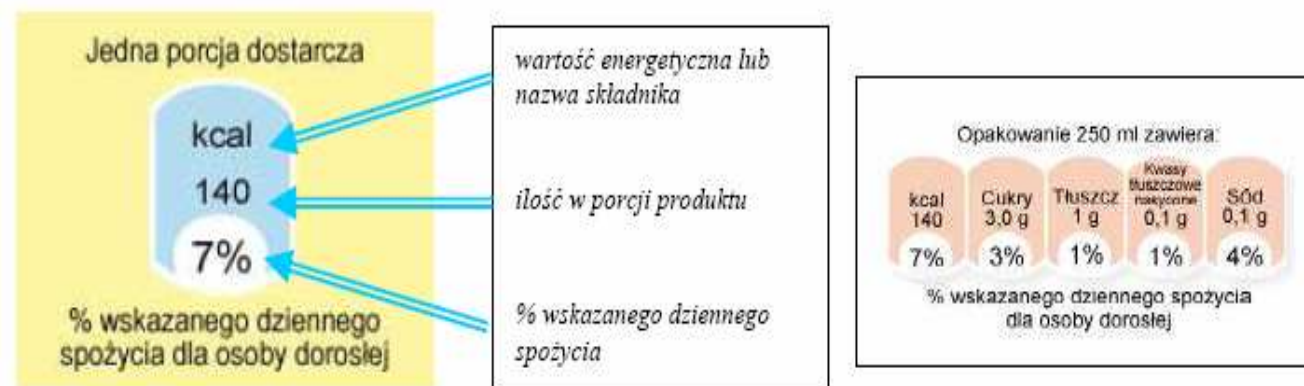 Jedna porcja dostarcza
kcal
140
7%
% wskazanego dziennego
spożycia dla osoby dorosłej
wartość energetyczna lub
nazwa składnika
ilość w porcji produktu
% wskazanego dziennego
spożycia
Opakowanie 250 ml zawiera:
kcal
140
7%
Cukry
3,0 g
3%
Tłuszcz
1 g
1%
Kwasy
tłuszczowe
nasycone
0,1 g
1%
Sód
0,1 g
4%
% wskazanego dziennego spożycia
dla osoby dorosłej